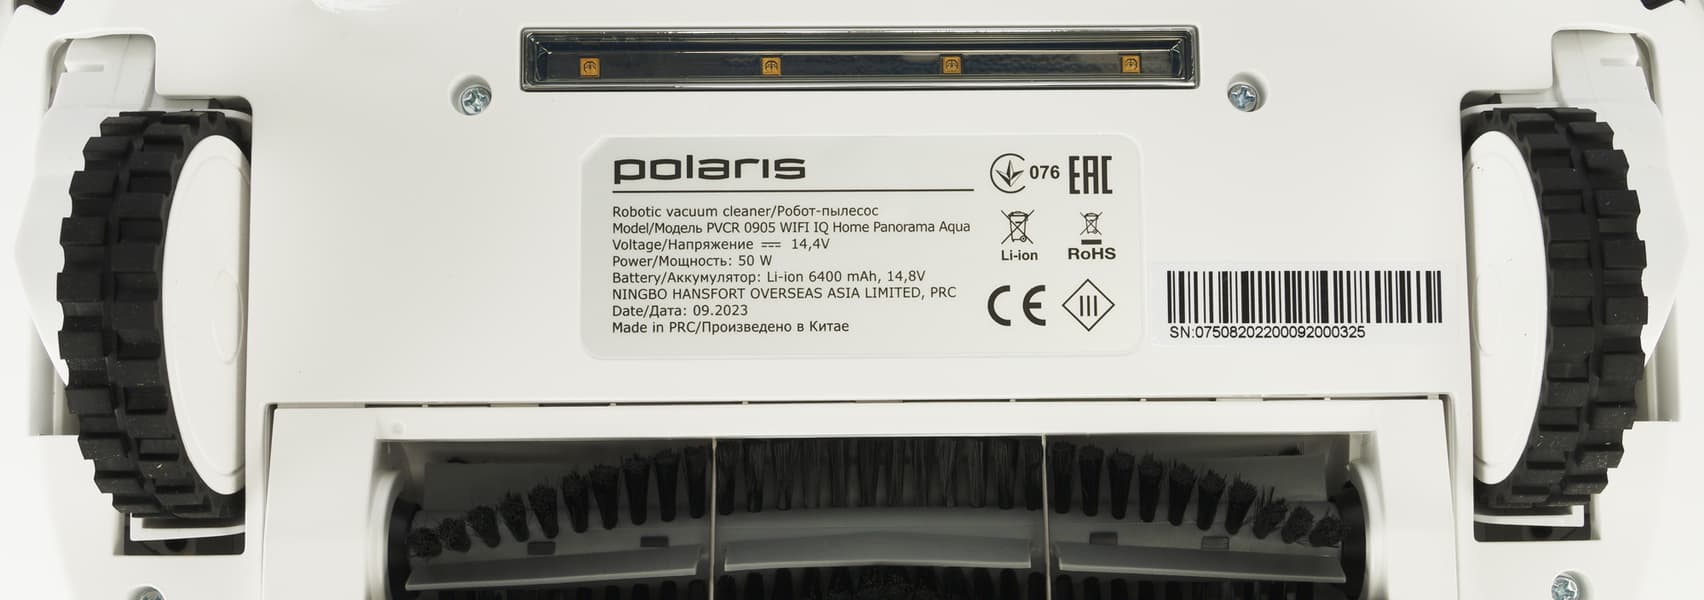 polaris
076 EAC
Robotic vacuum cleaner/Робот-пылесос
Model/Модель PVCR 0905 WIFI IQ Home Panorama Aqua
Voltage/Напряжение 14,4V
Power/Мощность: 50 W
Battery/Аккумулятор: Li-ion 6400 mAh, 14,8V
NINGBO HANSFORT OVERSEAS ASIA LIMITED, PRC
Date/Дата: 09.2023
Made in PRC/Произведено в Китае
Li-ion
RoHS
CE
III
SN:07508202200092000325